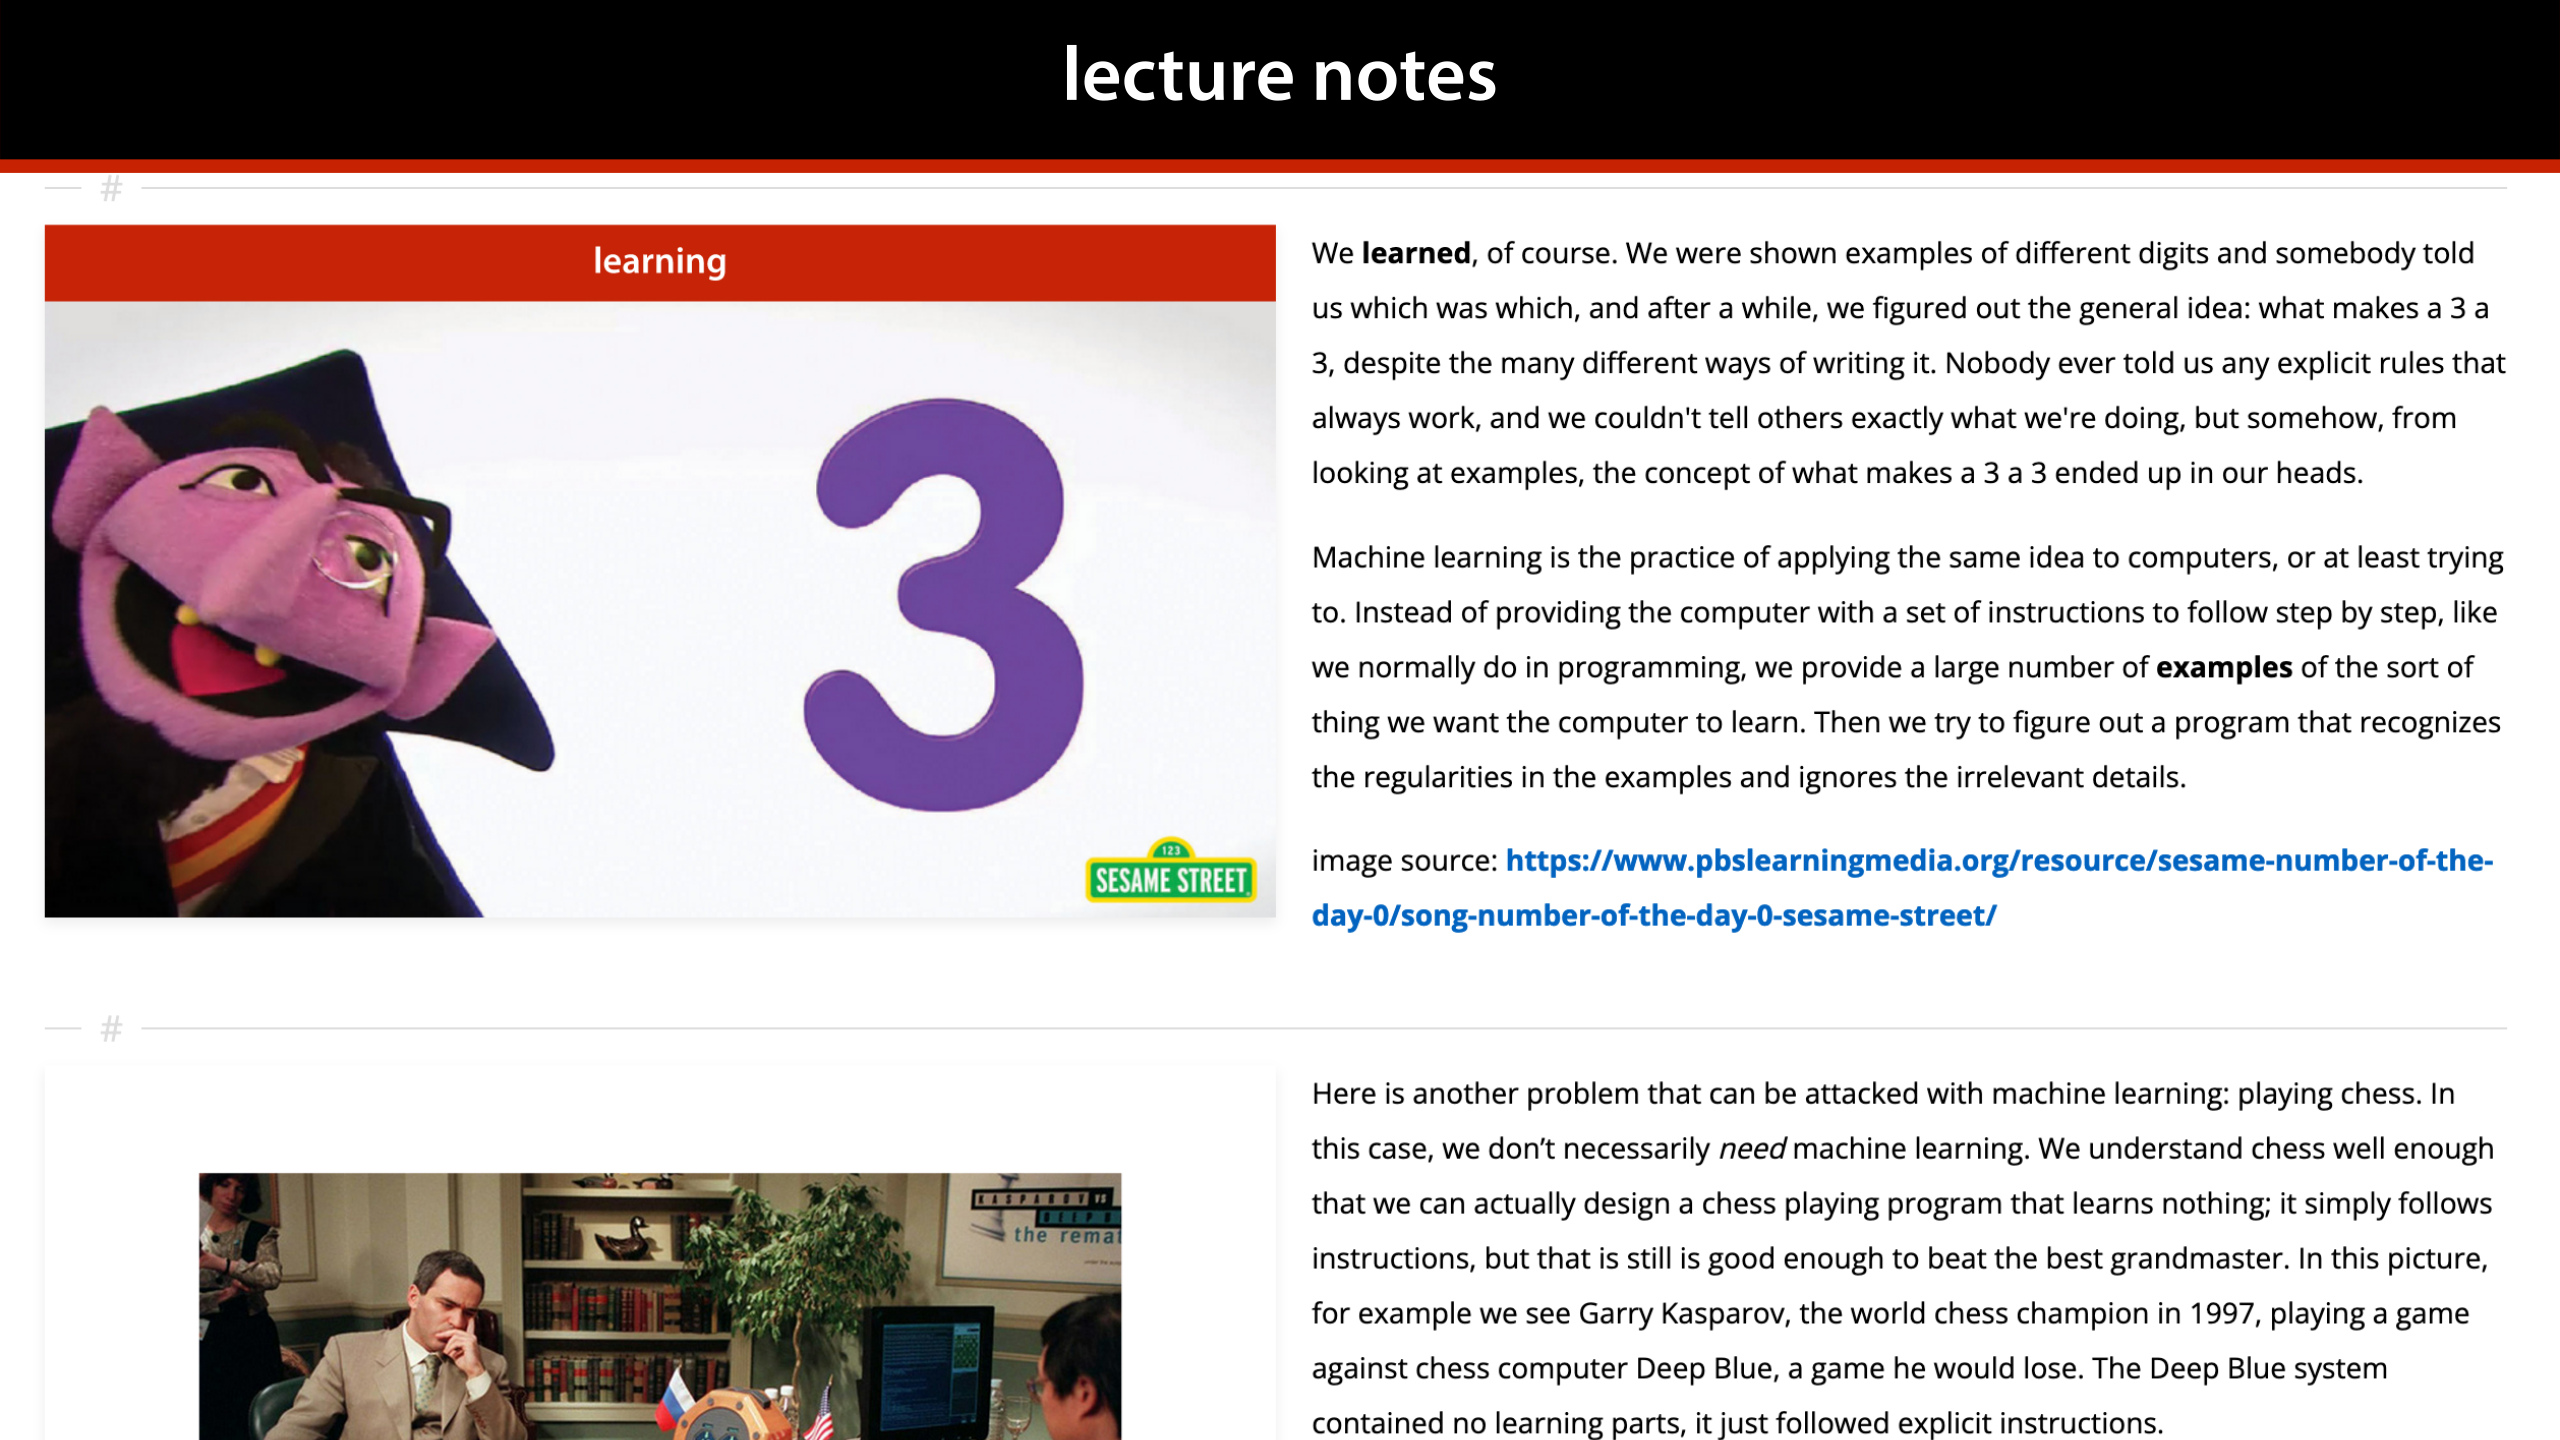 lecture notes
#
learning
3
123
SESAME STREET
We learned, of course. We were shown examples of different digits and somebody told
us which was which, and after a while, we figured out the general idea: what makes a 3 a
3, despite the many different ways of writing it. Nobody ever told us any explicit rules that
always work, and we couldn't tell others exactly what we're doing, but somehow, from
looking at examples, the concept of what makes a 3 a 3 ended up in our heads.
Machine learning is the practice of applying the same idea to computers, or at least trying
to. Instead of providing the computer with a set of instructions to follow step by step, like
we normally do in programming, we provide a large number of examples of the sort of
thing we want the computer to learn. Then we try to figure out a program that recognizes
the regularities in the examples and ignores the irrelevant details.
image source: https://www.pbslearningmedia.org/resource/sesame-number-of-the-
day-0/song-number-of-the-day-0-sesame-street/
#
KASPAROV VS
DEEP B
the remat
Here is another problem that can be attacked with machine learning: playing chess. In
this case, we don’t necessarily need machine learning. We understand chess well enough
that we can actually design a chess playing program that learns nothing; it simply follows
instructions, but that is still is good enough to beat the best grandmaster. In this picture,
for example we see Garry Kasparov, the world chess champion in 1997, playing a game
against chess computer Deep Blue, a game he would lose. The Deep Blue system
contained no learning parts, it just followed explicit instructions.